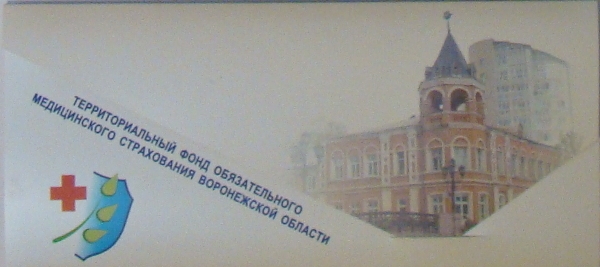 ТЕРРИТОРИАЛЬНЫЙ ФОНД ОБЯЗАТЕЛЬНОГО
МЕДИЦИНСКОГО СТРАХОВАНИЯ ВОРОНЕЖСКОЙ ОБЛАСТИ